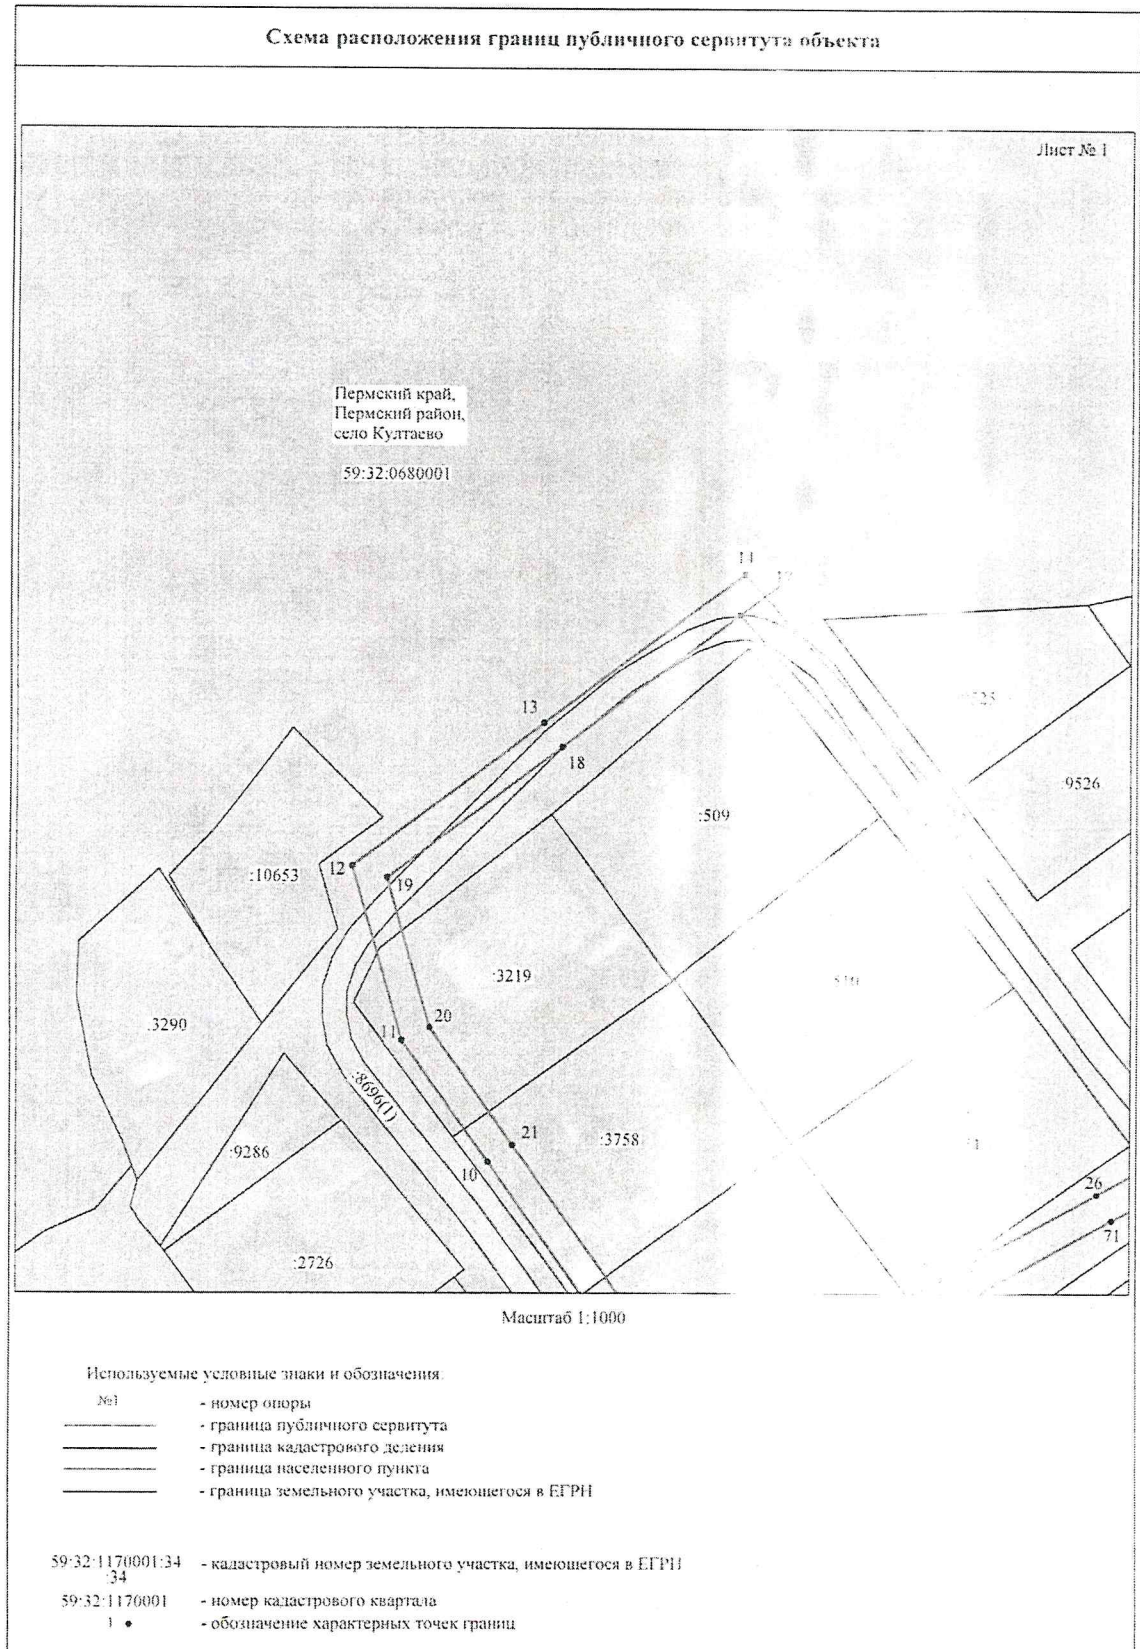 Схема расположения границ публичного сервитута объекта
Лист № 1
Пермский край,
Пермский район,
село Култаево
59:32:0680001
14
13
18
:9526
:509
12
19
:10653
:3219
:3290
20
11
:8696(1)
21
:3758
:9286
10
26
71
:2726
Масштаб 1:1000
Используемые условные знаки и обозначения:
№1 - номер опоры
- граница публичного сервитута
- граница кадастрового деления
- граница населенного пункта
- граница земельного участка, имеющегося в ЕГРН
59:32:1170001:34 - кадастровый номер земельного участка, имеющегося в ЕГРН
:34
59:32:1170001 - номер кадастрового квартала
1 • - обозначение характерных точек границ